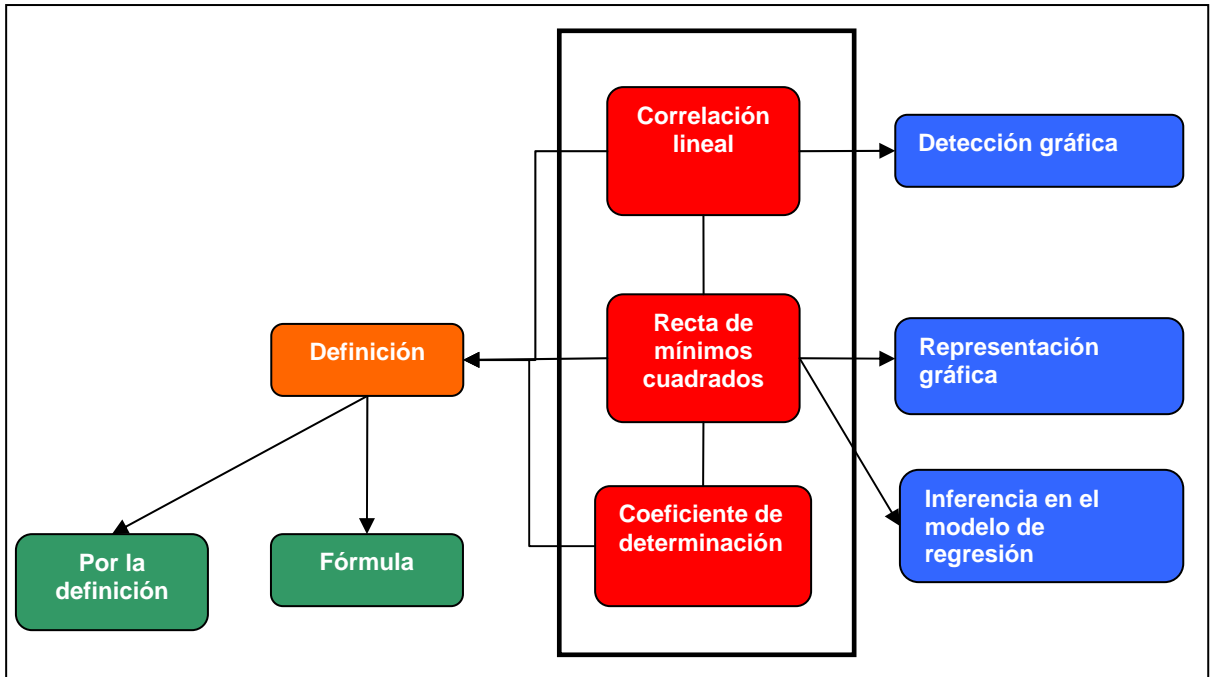 Correlación
lineal
Detección gráfica
Definición
Recta de
mínimos
cuadrados
Representación
gráfica
Por la
definición
Fórmula
Coeficiente de
determinación
Inferencia en el
modelo de
regresión